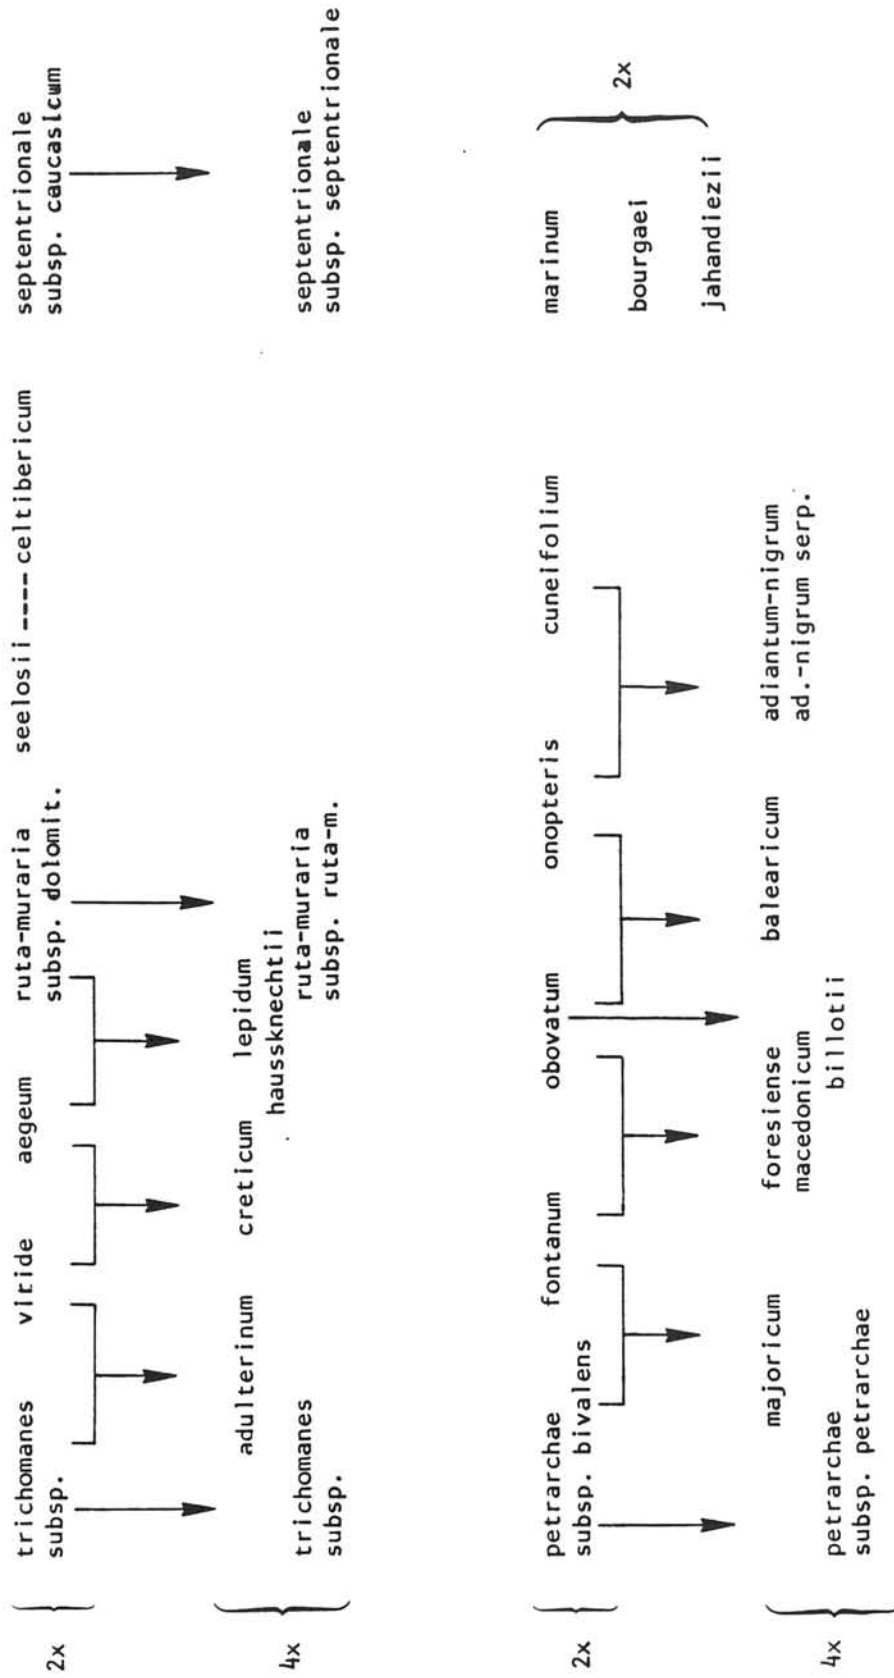 2x
trichomanes
subsp.
viride
aegeum
ruta-muraria
subsp. dolomit.
seelosii ---- celtibericum
septentrionale
subsp. caucasicum
4x
adulterinum
creticum
lepidum
haussknechtii
trichomanes
subsp.
ruta-muraria
subsp. ruta-m.
septentrionale
subsp. septentrionale
2x
petrarchae
subsp. bivalens
fontanum
obovatum
onopteris
cuneifolium
marinum
bourgaei
jahandiezii
2x
4x
majoricum
foresiense
macedonicum
balearicum
adiantum-nigrum
ad.-nigrum serp.
petrarchae
subsp. petrarchae
billotii